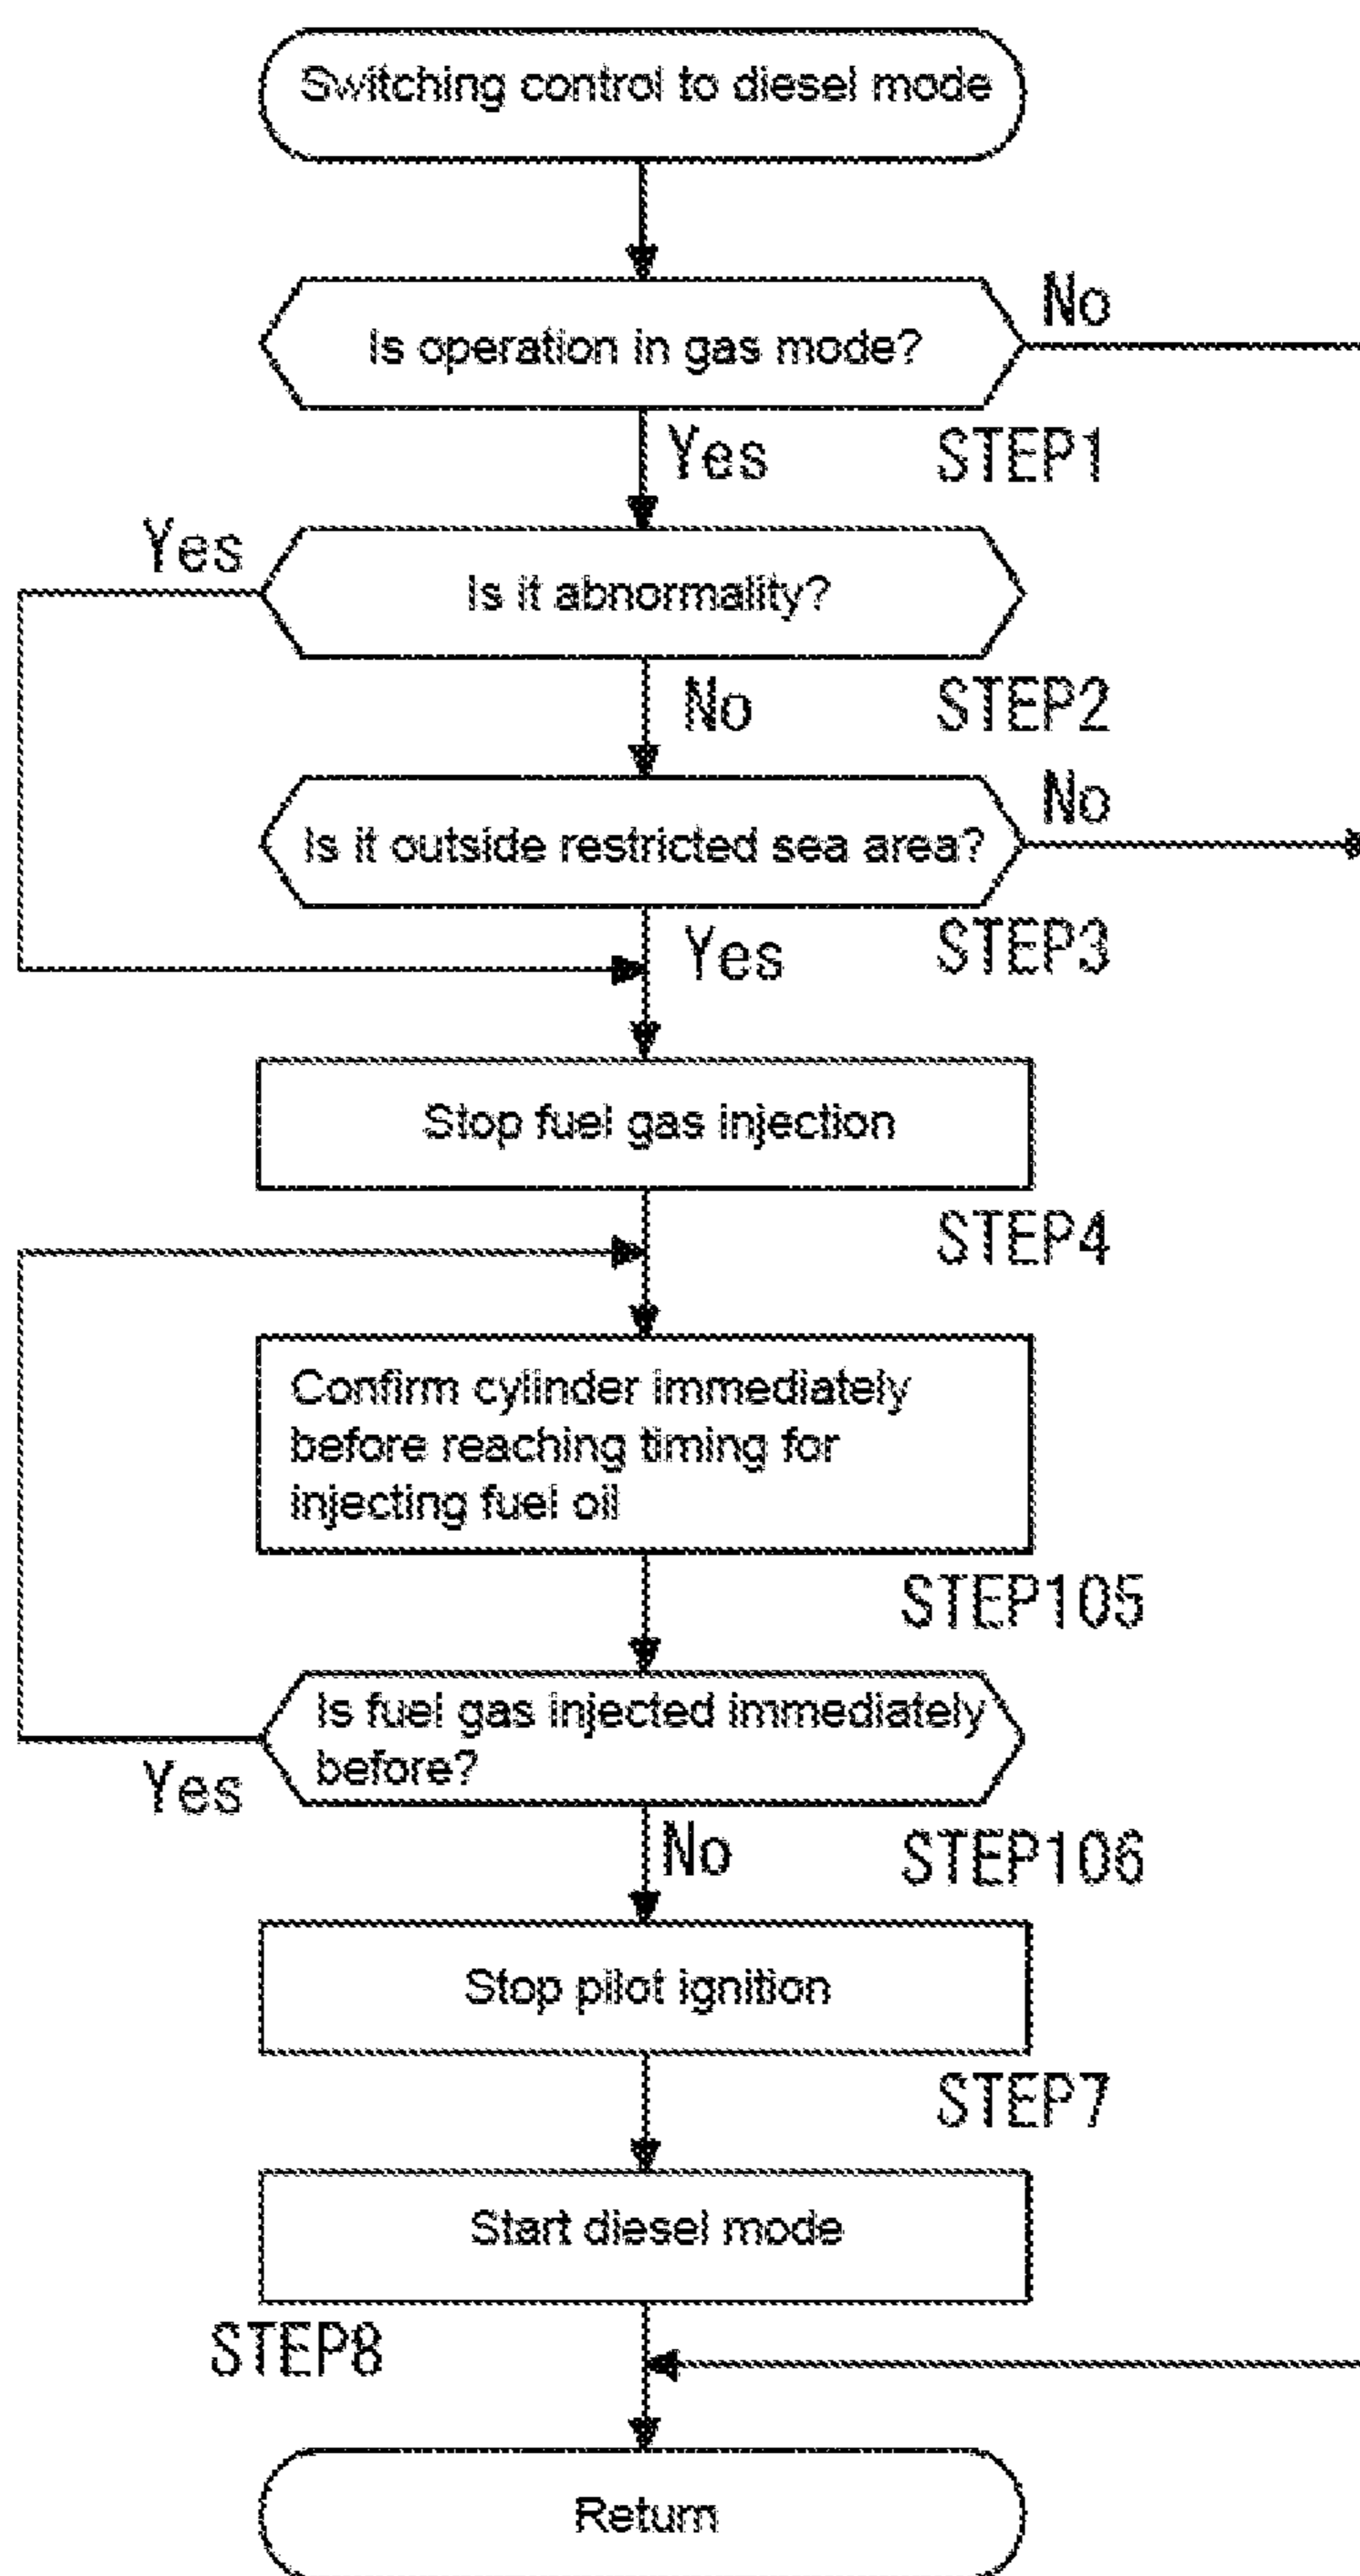 Switching control to diesel mode
Is operation in gas mode?
No
Yes
STEP1
Yes
Is it abnormality?
No
STEP2
Is it outside restricted sea area?
No
Yes
STEP3
Stop fuel gas injection
STEP4
Confirm cylinder immediately
before reaching timing for
injecting fuel oil
STEP105
Is fuel gas injected immediately
before?
Yes
No
STEP106
Stop pilot ignition
STEP7
Start diesel mode
STEP8
Return